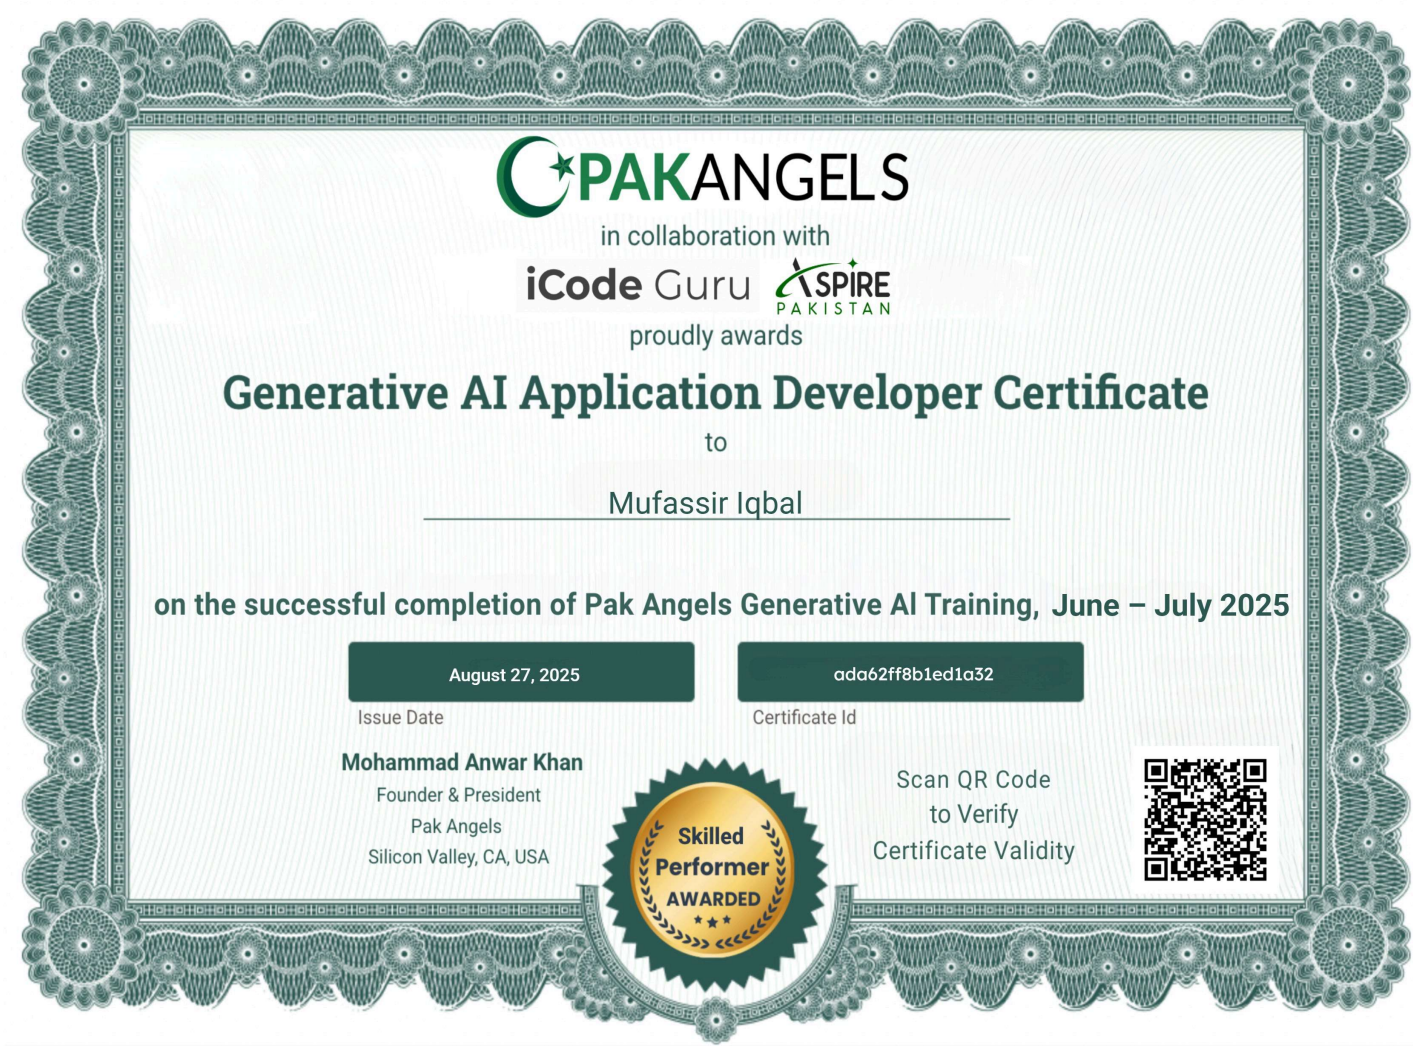 PAKANGELS
in collaboration with
iCode Guru ASPIRE
PAKISTAN
proudly awards
Generative AI Application Developer Certificate
to
Mufassir Iqbal
on the successful completion of Pak Angels Generative AI Training, June – July 2025
August 27, 2025
Issue Date
ada62ff8b1ed1a32
Certificate Id
Mohammad Anwar Khan
Founder & President
Pak Angels
Silicon Valley, CA, USA
Skilled
Performer
AWARDED
Scan QR Code
to Verify
Certificate Validity